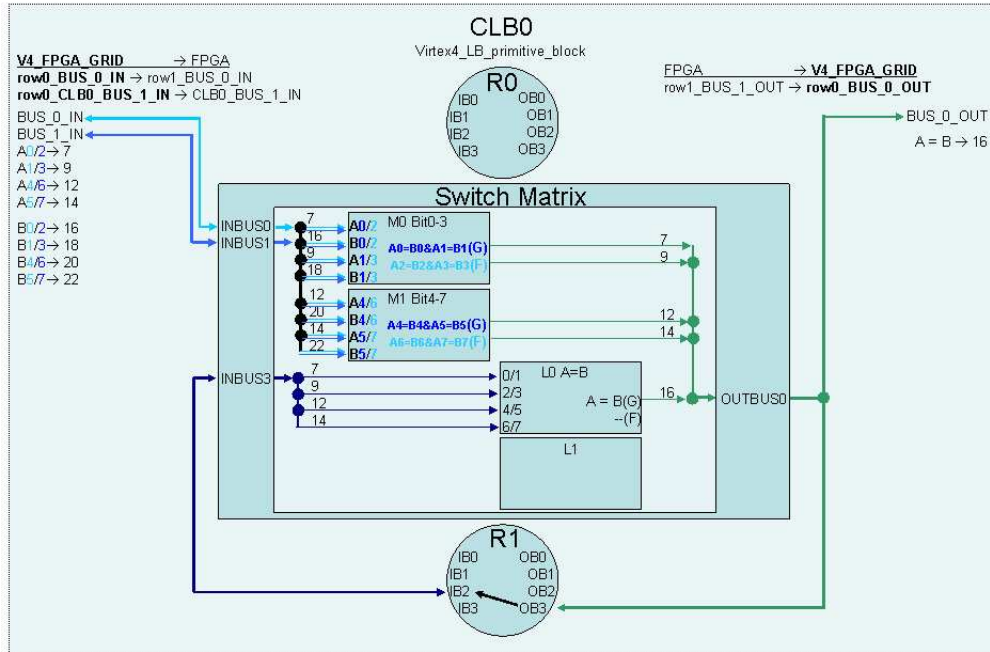 CLB0
Virtex4_LB_primitive_block
V4_FPGA_GRID → FPGA
row0_BUS_0_IN → row1_BUS_0_IN
row0_CLB0_BUS_1_IN → CLB0_BUS_1_IN
BUS_0_IN
BUS_1_IN
A0/2→ 7
A1/3→ 9
A4/6→ 12
A5/7→ 14
B0/2→ 16
B1/3→ 18
B4/6→ 20
B5/7→ 22
R0
IB0 OB0
IB1 OB1
IB2 OB2
IB3 OB3
FPGA → V4_FPGA_GRID
row1_BUS_1_OUT → row0_BUS_0_OUT
BUS_0_OUT
A = B → 16
Switch Matrix
INBUS0
INBUS1
INBUS3
7
16
9
18
A0/2
B0/2
A1/3
B1/3
M0 Bit0-3
A0=B0&A1=B1(G)
A2=B2&A3=B3(F)
7
9
12
20
14
22
A4/6
B4/6
A5/7
B5/7
M1 Bit4-7
A4=B4&A5=B5(G)
A6=B6&A7=B7(F)
12
14
7
9
12
14
0/1
2/3
4/5
6/7
L0 A=B
A = B(G)
--(F)
16
OUTBUS0
L1
R1
IB0 OB0
IB1 OB1
IB2 OB2
IB3 OB3